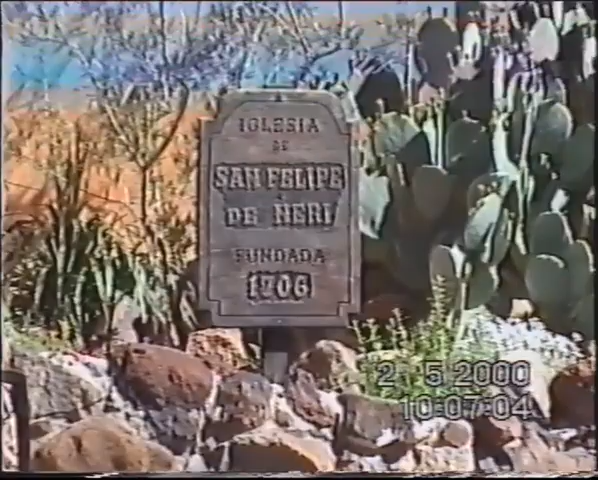 IGLESIA
DE
SAN FELIPE
DE NERI
FUNDADA
1706
2 5 2000
10:07:04